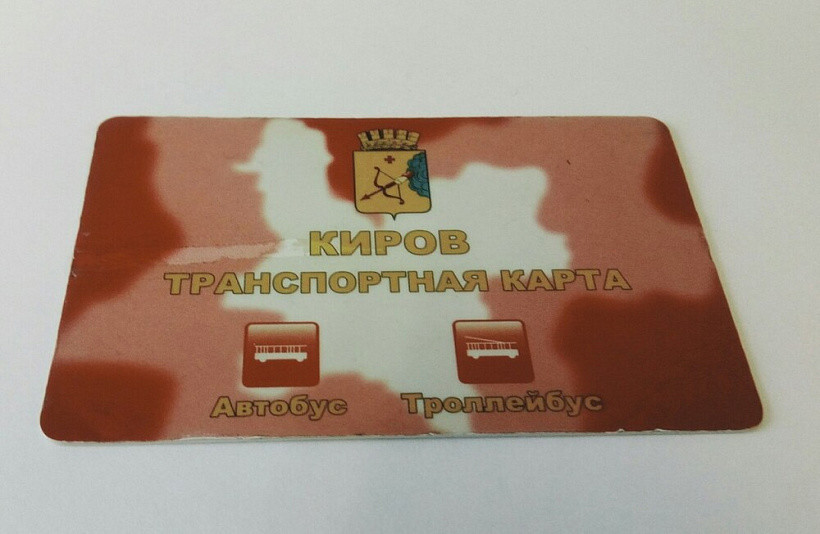 КИРОВ
ТРАНСПОРТНАЯ КАРТА
Автобус Троллейбус